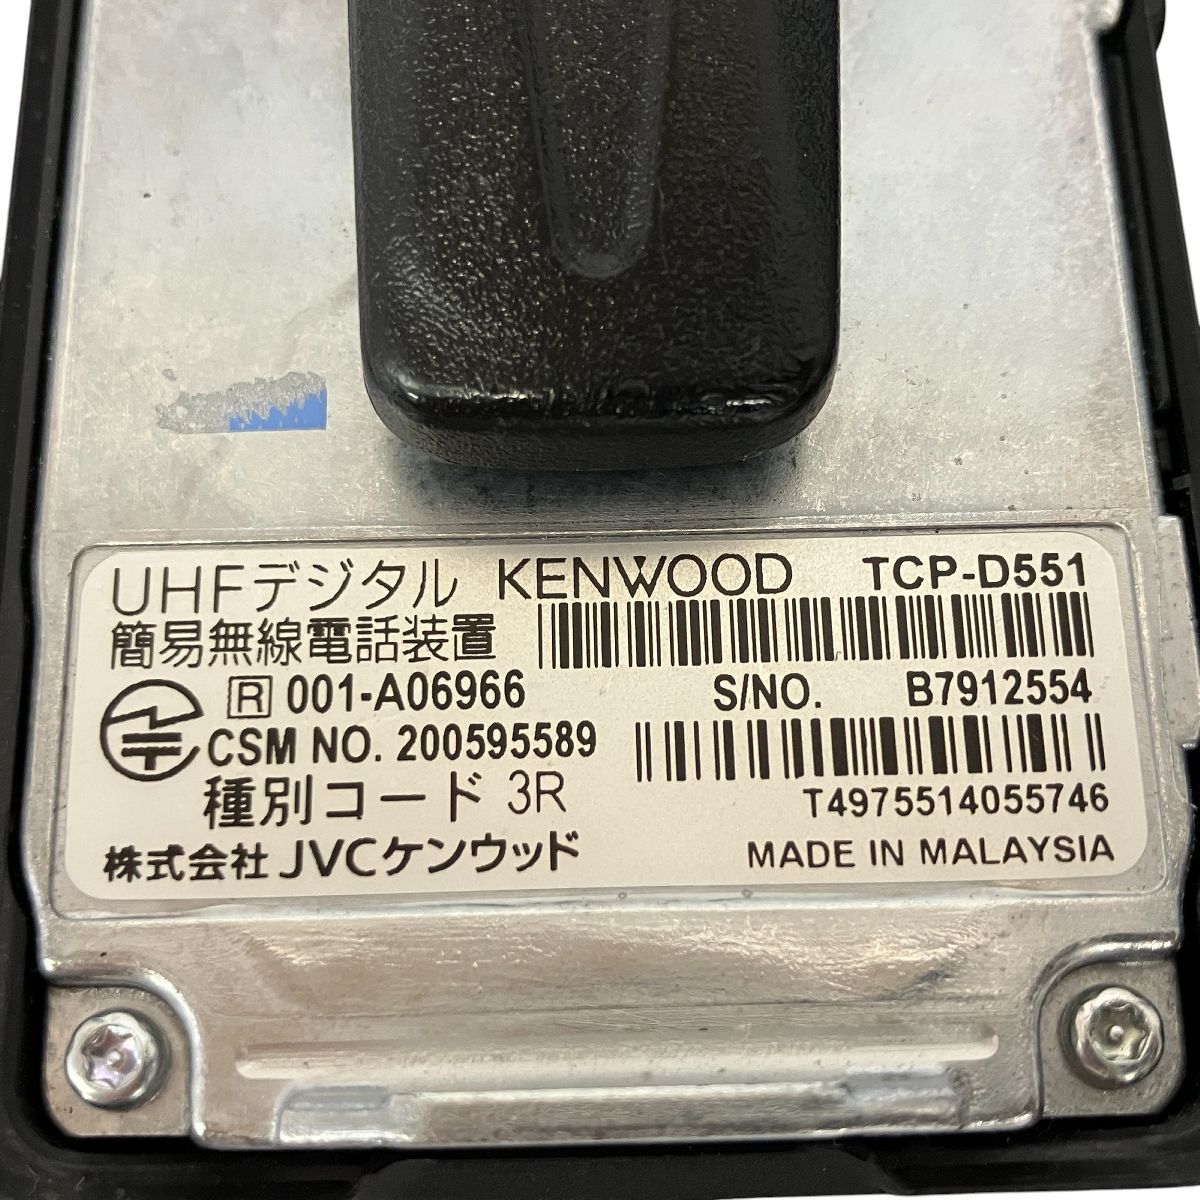 UHFデジタル KENWOOD TCP-D551
簡易無線電話装置
R 001-A06966 S/NO. B7912554
CSM NO. 200595589
種別コード 3R T4975514055746
株式会社 JVCケンウッド MADE IN MALAYSIA